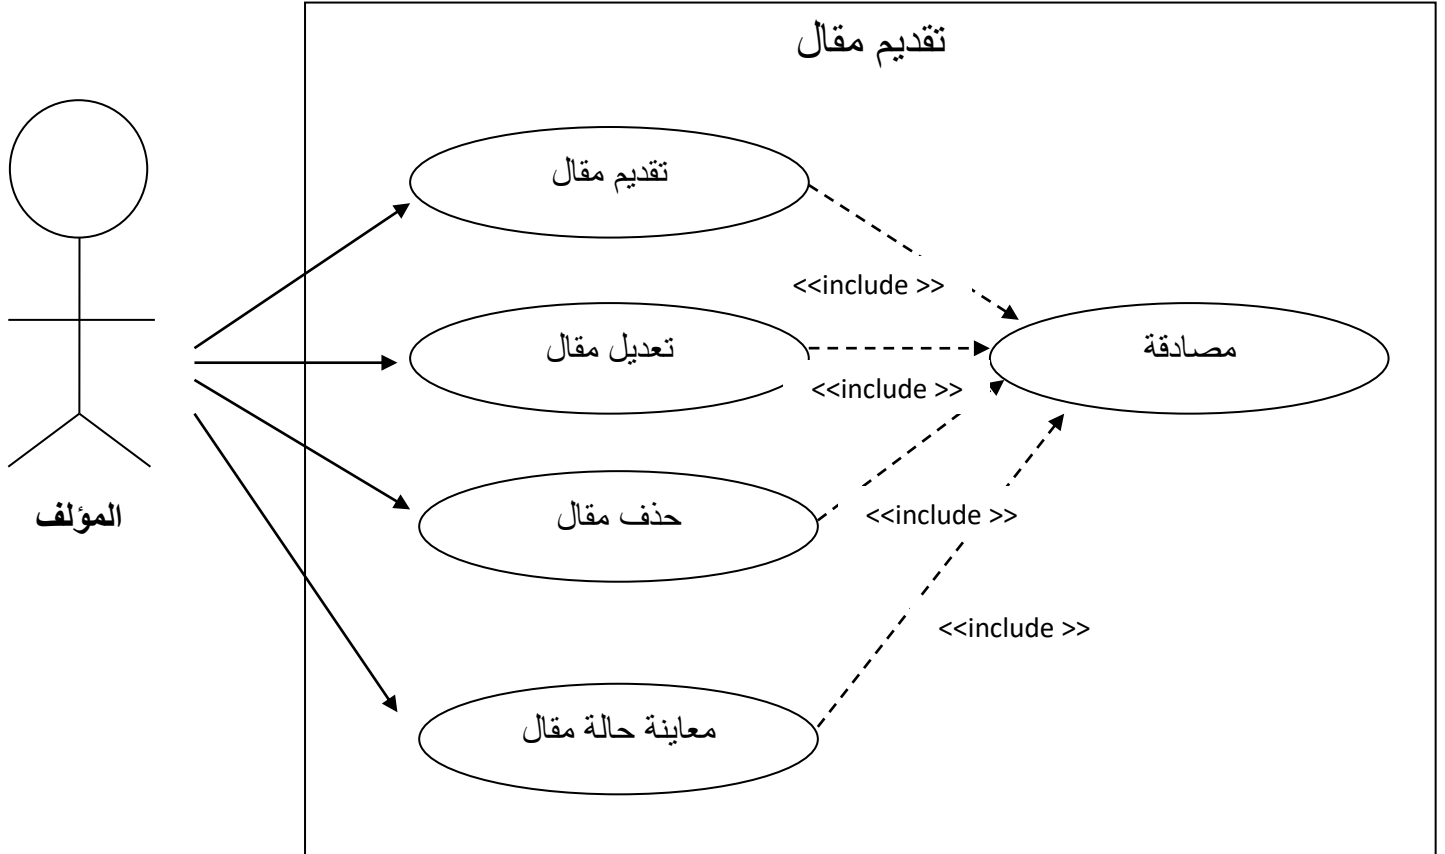 تقديم مقال
تقديم مقال
<<include >>
تعديل مقال
مصادقة
<<include >>
المؤلف
حذف مقال
<<include >>
<<include >>
معاينة حالة مقال